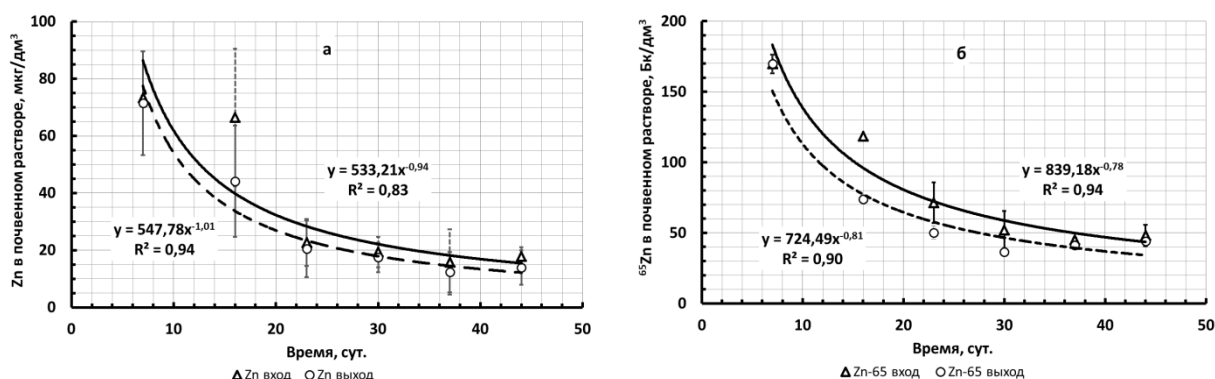 Zn в почвенном растворе, мкг/дм³
100
80
60
40
20
0
0 10 20 30 40 50
а
y = 533,21x⁻⁰,⁹⁴
R² = 0,83
y = 547,78x⁻¹,⁰¹
R² = 0,94
Время, сут.
Zn вход Zn выход
⁶⁵Zn в почвенном растворе, Бк/дм³
200
150
100
50
0
0 10 20 30 40 50
б
y = 839,18x⁻⁰,⁷⁸
R² = 0,94
y = 724,49x⁻⁰,⁸¹
R² = 0,90
Время, сут.
Zn-65 вход Zn-65 выход